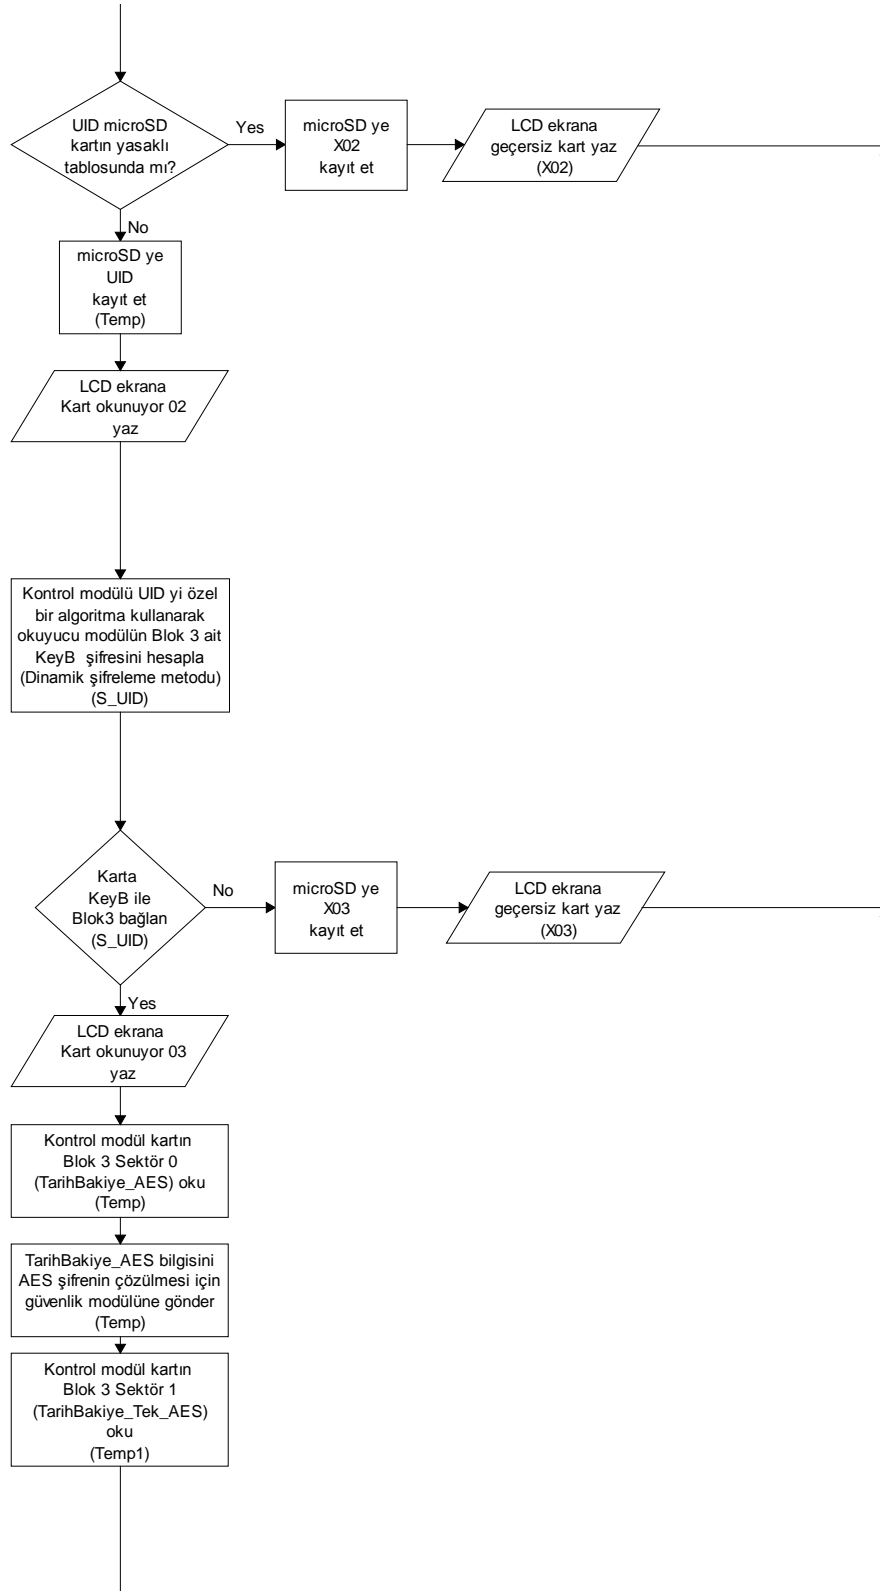 UID microSD
kartın yasaklı
tablosunda mı?
Yes
microSD ye
X02
kayıt et
LCD ekrana
geçersiz kart yaz
(X02)
No
microSD ye
UID
kayıt et
(Temp)
LCD ekrana
Kart okunuyor 02
yaz
Kontrol modülü UID yi özel
bir algoritma kullanarak
okuyucu modülün Blok 3 ait
KeyB şifresini hesapla
(Dinamik şifreleme metodu)
(S_UID)
Karta
KeyB ile
Blok3 bağlan
(S_UID)
No
microSD ye
X03
kayıt et
LCD ekrana
geçersiz kart yaz
(X03)
Yes
LCD ekrana
Kart okunuyor 03
yaz
Kontrol modül kartın
Blok 3 Sektör 0
(TarihBakiye_AES) oku
(Temp)
TarihBakiye_AES bilgisini
AES şifrenin çözülmesi için
güvenlik modülüne gönder
(Temp)
Kontrol modül kartın
Blok 3 Sektör 1
(TarihBakiye_Tek_AES)
oku
(Temp1)